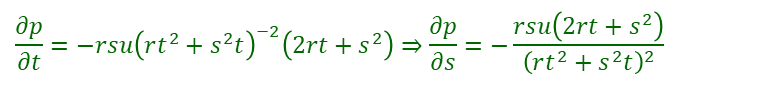 ∂p/∂t = −rsu(rt² + s²t)⁻²(2rt + s²) ⇒ ∂p/∂s = − rsu(2rt + s²)/(rt² + s²t)²